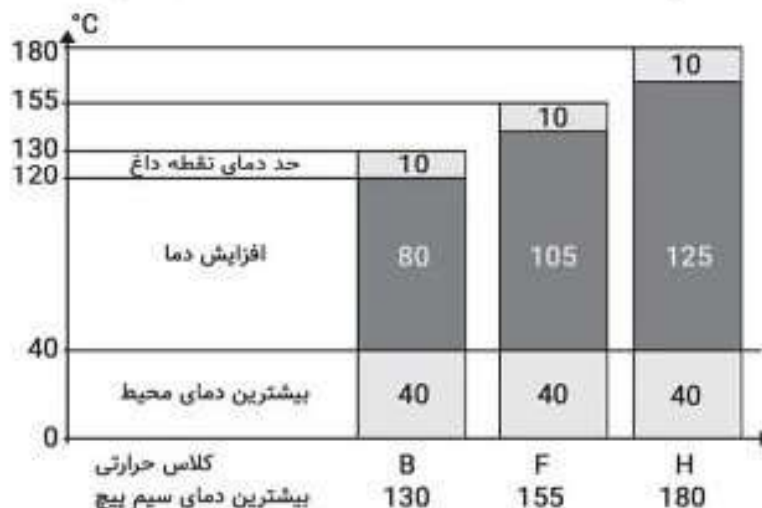 °C
180
10
155
10
130
حد دمای نقطه داغ 10
120
افزایش دما 80 105 125
40
بیشترین دمای محیط 40 40 40
0
کلاس حرارتی B F H
بیشترین دمای سیم پیچ 130 155 180